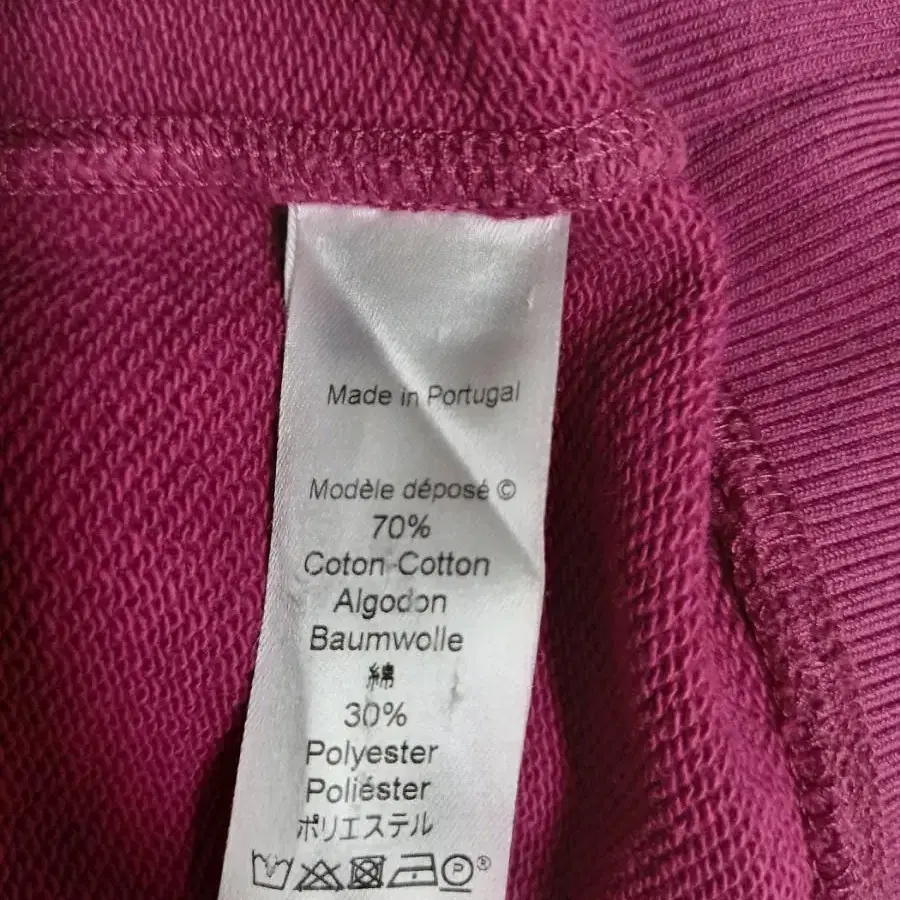 Made in Portugal
Modèle déposé ©
70%
Coton-Cotton
Algodon
Baumwolle
綿
30%
Polyester
Poliéster
ポリエステル
P ®